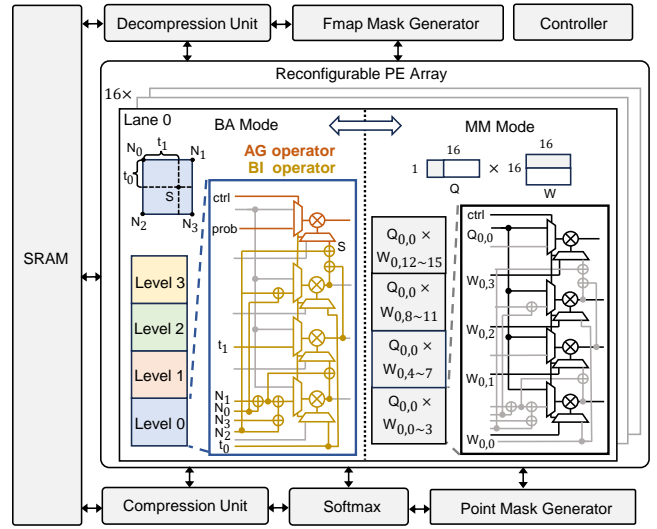 Decompression Unit
Fmap Mask Generator
Controller
SRAM
Reconfigurable PE Array
16×
Lane 0
BA Mode
MM Mode
N0
t1
N1
t0
S
N2
N3
AG operator
BI operator
16
1
Q
×
16
16
W
ctrl
prob
S
t1
N1
N0
N3
N2
t0
Level 3
Level 2
Level 1
Level 0
Q0,0 ×
W0,12~15
Q0,0 ×
W0,8~11
Q0,0 ×
W0,4~7
Q0,0 ×
W0,0~3
ctrl
Q0,0
W0,3
W0,2
W0,1
W0,0
Compression Unit
Softmax
Point Mask Generator